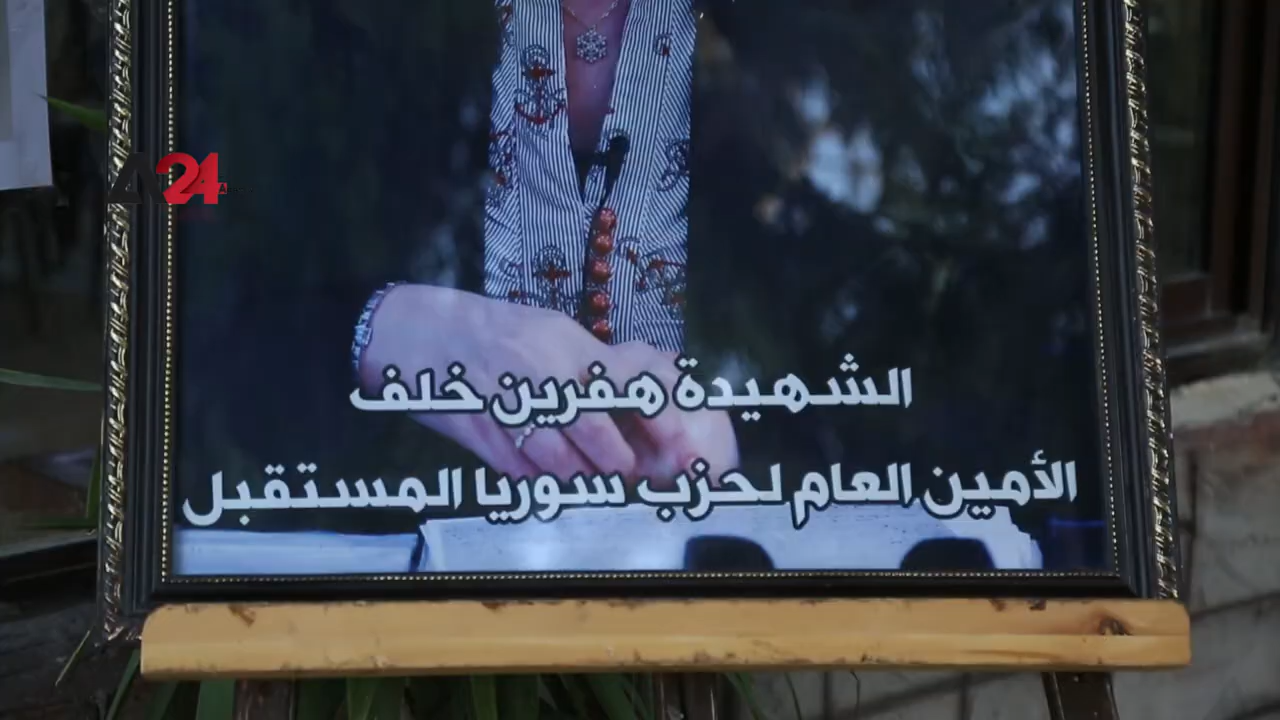 A24
الشهيدة هفرين خلف
الأمين العام لحزب سوريا المستقبل